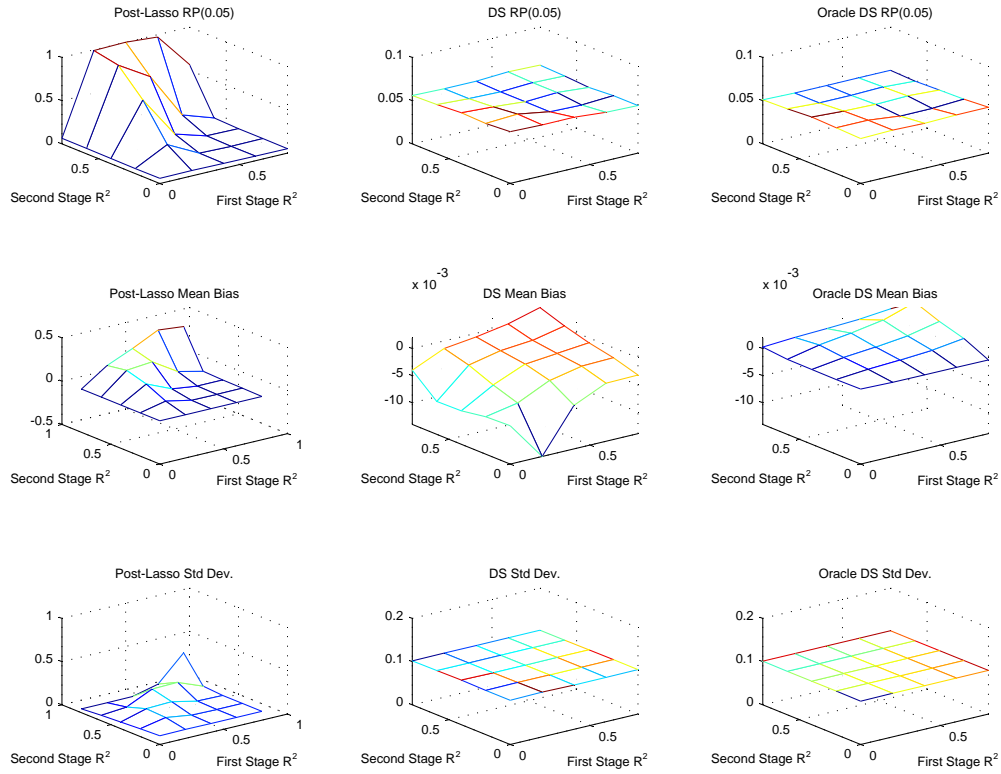 Post-Lasso RP(0.05)
1
0.5
0
0.5
0
0
0.5
Second Stage R²
First Stage R²
DS RP(0.05)
0.1
0.05
0
0.5
0
0
0.5
Second Stage R²
First Stage R²
Oracle DS RP(0.05)
0.1
0.05
0
0.5
0
0
0.5
Second Stage R²
First Stage R²
Post-Lasso Mean Bias
0.5
0
-0.5
1
0.5
0
0
0.5
1
Second Stage R²
First Stage R²
x 10⁻³
DS Mean Bias
0
-5
-10
0.5
0
0
0.5
Second Stage R²
First Stage R²
x 10⁻³
Oracle DS Mean Bias
0
-5
-10
0.5
0
0
0.5
Second Stage R²
First Stage R²
Post-Lasso Std Dev.
1
0.5
0
1
0.5
0
0
0.5
1
Second Stage R²
First Stage R²
DS Std Dev.
0.2
0.1
0
0.5
0
0
0.5
Second Stage R²
First Stage R²
Oracle DS Std Dev.
0.2
0.1
0
0.5
0
0
0.5
Second Stage R²
First Stage R²